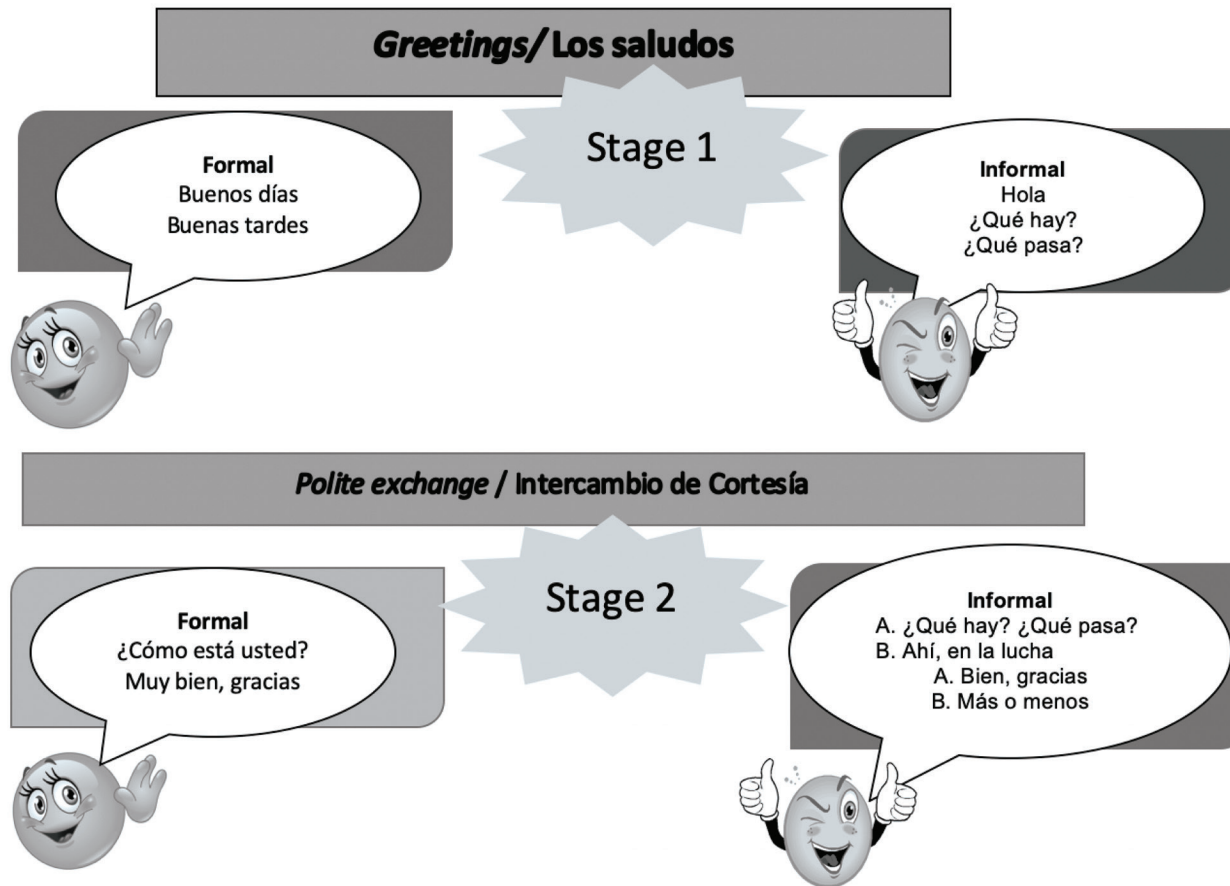 Greetings/ Los saludos
Stage 1
Formal
Buenos días
Buenas tardes
Informal
Hola
¿Qué hay?
¿Qué pasa?
Polite exchange / Intercambio de Cortesía
Stage 2
Formal
¿Cómo está usted?
Muy bien, gracias
Informal
A. ¿Qué hay? ¿Qué pasa?
B. Ahí, en la lucha
A. Bien, gracias
B. Más o menos